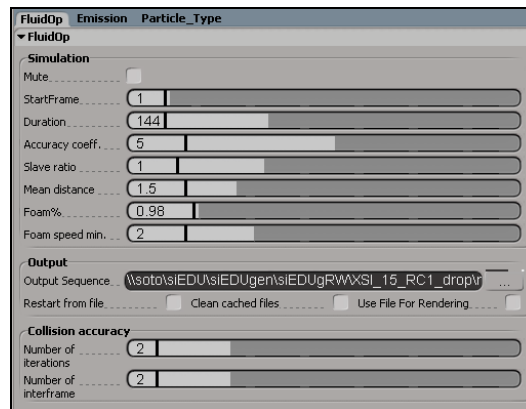 FluidOp Emission Particle_Type
FluidOp
Simulation
Mute
StartFrame 1
Duration 144
Accuracy coeff. 5
Slave ratio 1
Mean distance 1.5
Foam% 0.98
Foam speed min. 2
Output
Output Sequence \\soto\siEDU\siEDUgen\siEDUgRW\XSI_15_RC1_drop\r ...
Restart from file Clean cached files Use File For Rendering
Collision accuracy
Number of iterations 2
Number of interframe 2